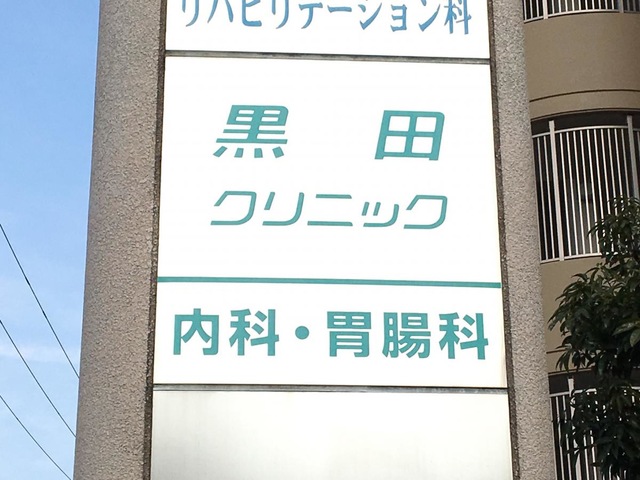 リハビリテーション科
黒田
クリニック
内科・胃腸科